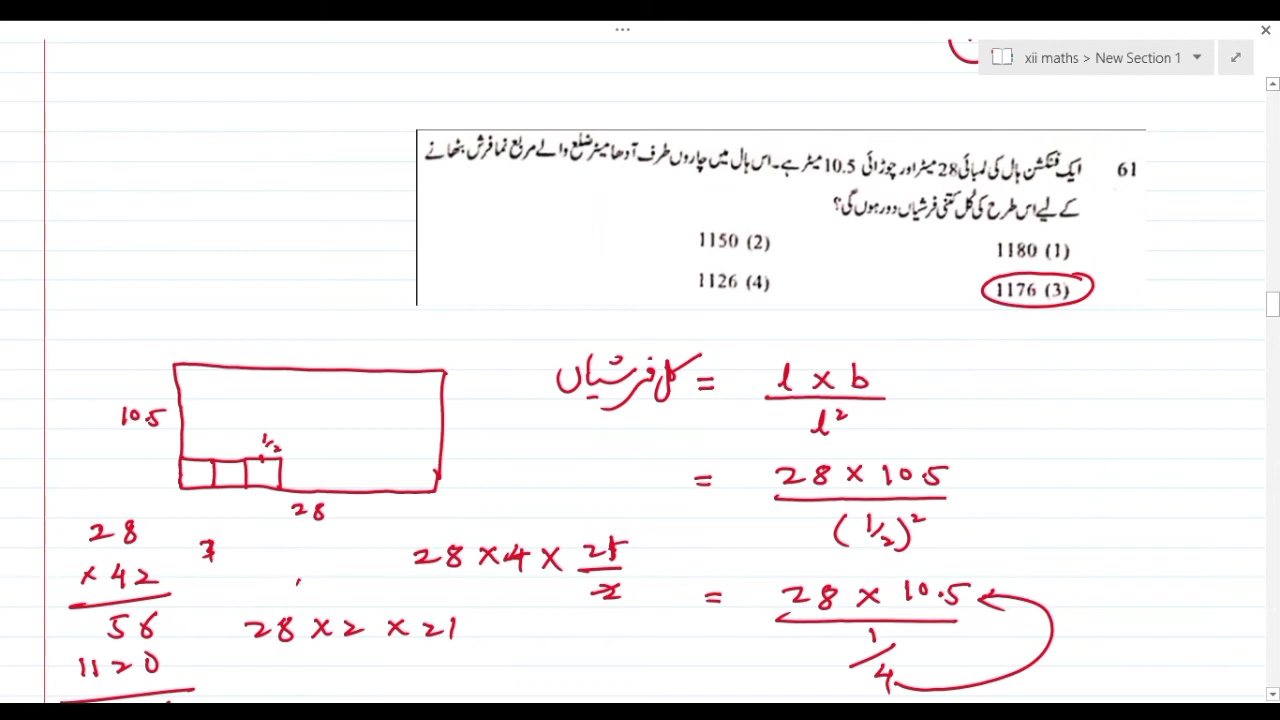 xii maths > New Section 1
61 ایک فنکشن ہال کی لمبائی 28 میٹر اور چوڑائی 10.5 میٹر ہے۔ اس ہال میں چاروں طرف آدھا میٹر ضلع والے مربع نما فرش بٹھانے
کے لیے اس طرح کی کُل کتنی فرشیاں دور ہوں گی؟
1180 (1) 1150 (2)
1176 (3) 1126 (4)
کل فرشیاں = l × b
l²
10.5
1/2
28
= 28 × 10.5
(1/2)²
28
× 42
56
1120
28 × 4 × 21
2
28 × 2 × 21
= 28 × 10.5
1/4